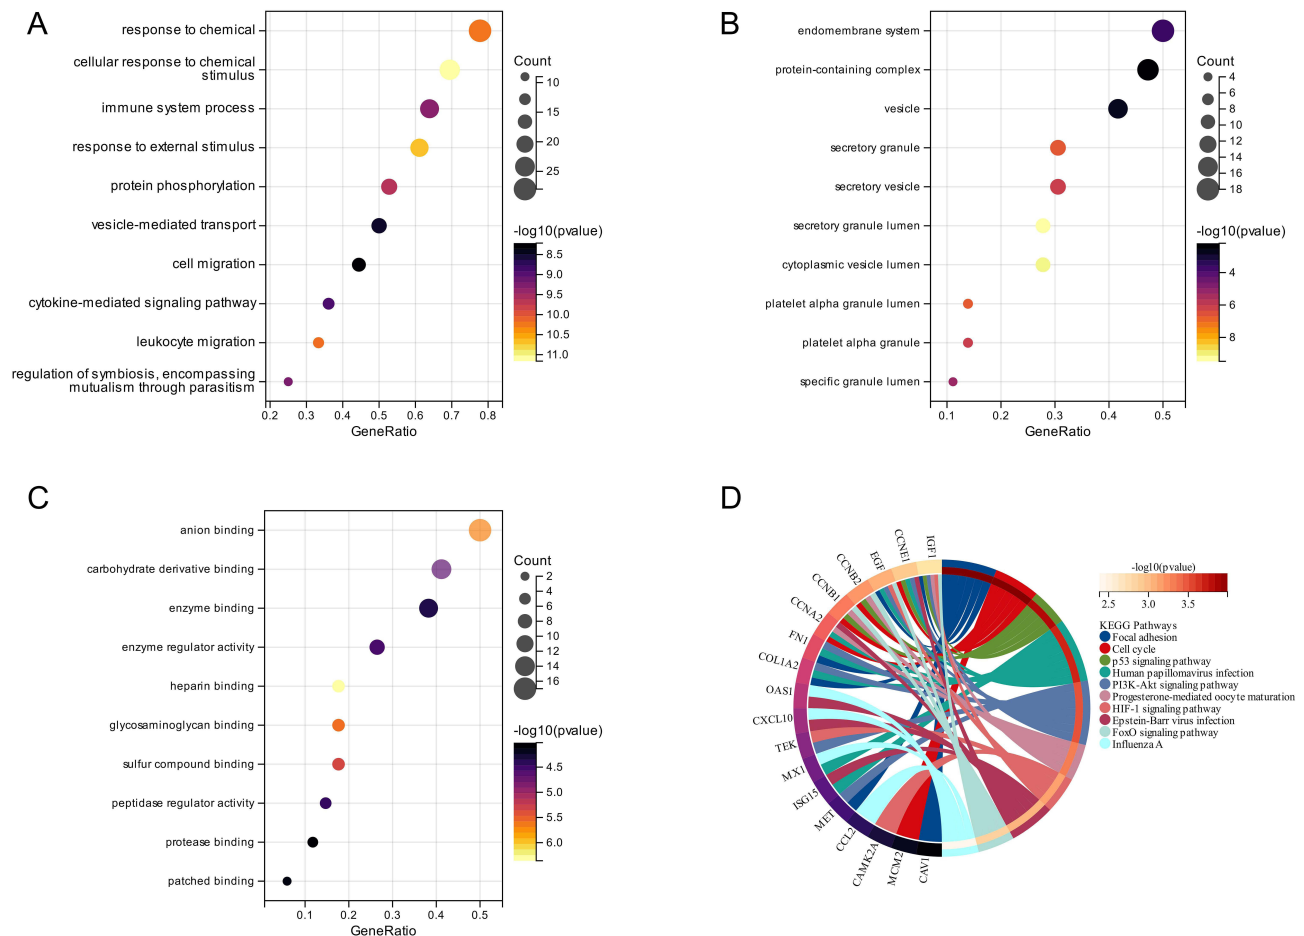 A
response to chemical
cellular response to chemical
stimulus
immune system process
response to external stimulus
protein phosphorylation
vesicle-mediated transport
cell migration
cytokine-mediated signaling pathway
leukocyte migration
regulation of symbiosis, encompassing
mutualism through parasitism
0.2 0.3 0.4 0.5 0.6 0.7 0.8
GeneRatio
Count
10
15
20
25
-log10(pvalue)
8.5
9.0
9.5
10.0
10.5
11.0
B
endomembrane system
protein-containing complex
vesicle
secretory granule
secretory vesicle
secretory granule lumen
cytoplasmic vesicle lumen
platelet alpha granule lumen
platelet alpha granule
specific granule lumen
0.1 0.2 0.3 0.4 0.5
GeneRatio
Count
4
6
8
10
12
14
16
18
-log10(pvalue)
4
6
8
C
anion binding
carbohydrate derivative binding
enzyme binding
enzyme regulator activity
heparin binding
glycosaminoglycan binding
sulfur compound binding
peptidase regulator activity
protease binding
patched binding
0.1 0.2 0.3 0.4 0.5
GeneRatio
Count
2
4
6
8
10
12
14
16
-log10(pvalue)
4.5
5.0
5.5
6.0
D
IGF1
CCNE1
EGF
CCNB2
CCNB1
CCNA2
FN1
COL1A2
OAS1
CXCL10
TEK
MX1
ISG15
MET
CCL2
CAMK2A
MCM2
CAV1
-log10(pvalue)
2.5 3.0 3.5
KEGG Pathways
Focal adhesion
Cell cycle
p53 signaling pathway
Human papillomavirus infection
PI3K-Akt signaling pathway
Progesterone-mediated oocyte maturation
HIF-1 signaling pathway
Epstein-Barr virus infection
FoxO signaling pathway
Influenza A